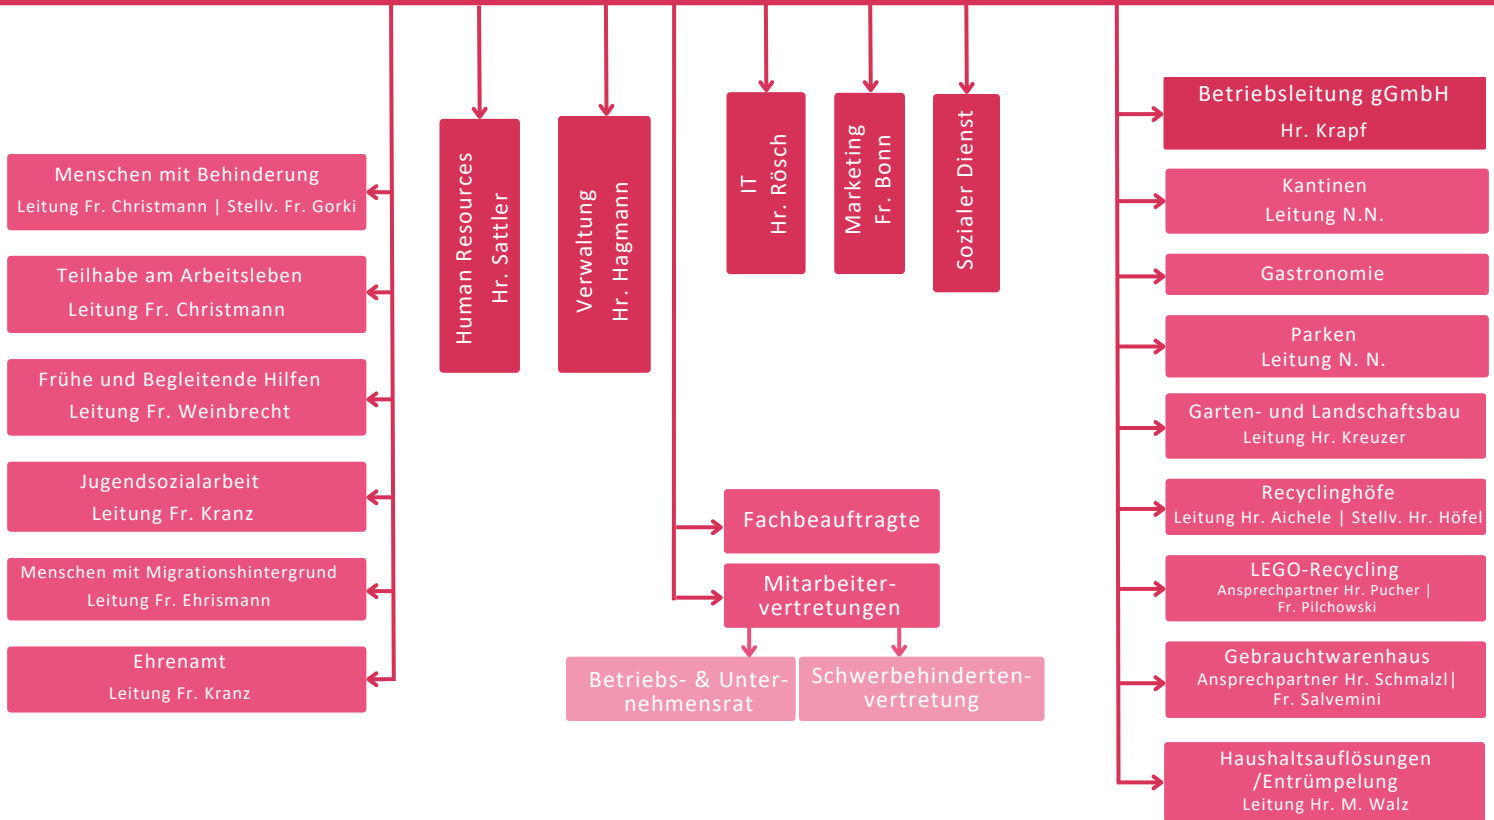 Menschen mit Behinderung
Leitung Fr. Christmann | Stellv. Fr. Gorki
Teilhabe am Arbeitsleben
Leitung Fr. Christmann
Frühe und Begleitende Hilfen
Leitung Fr. Weinbrecht
Jugendsozialarbeit
Leitung Fr. Kranz
Menschen mit Migrationshintergrund
Leitung Fr. Ehrismann
Ehrenamt
Leitung Fr. Kranz
Human Resources
Hr. Sattler
Verwaltung
Hr. Hagmann
IT
Hr. Rösch
Marketing
Fr. Bonn
Sozialer Dienst
Fachbeauftragte
Mitarbeiter-
vertretungen
Betriebs- & Unter-
nehmensrat
Schwerbehinderten-
vertretung
Betriebsleitung gGmbH
Hr. Krapf
Kantinen
Leitung N.N.
Gastronomie
Parken
Leitung N. N.
Garten- und Landschaftsbau
Leitung Hr. Kreuzer
Recyclinghöfe
Leitung Hr. Aichele | Stellv. Hr. Höfel
LEGO-Recycling
Ansprechpartner Hr. Pucher |
Fr. Pilchowski
Gebrauchtwarenhaus
Ansprechpartner Hr. Schmalzl|
Fr. Salvemini
Haushaltsauflösungen
/Entrümpelung
Leitung Hr. M. Walz